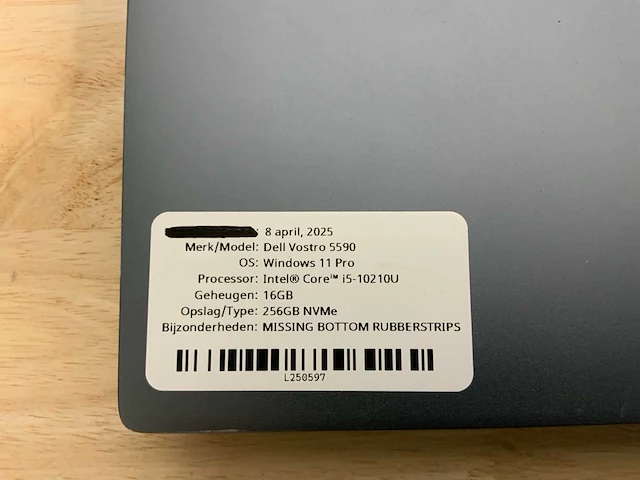 : 8 april, 2025
Merk/Model: Dell Vostro 5590
OS: Windows 11 Pro
Processor: Intel® Core™ i5-10210U
Geheugen: 16GB
Opslag/Type: 256GB NVMe
Bijzonderheden: MISSING BOTTOM RUBBERSTRIPS
L250597